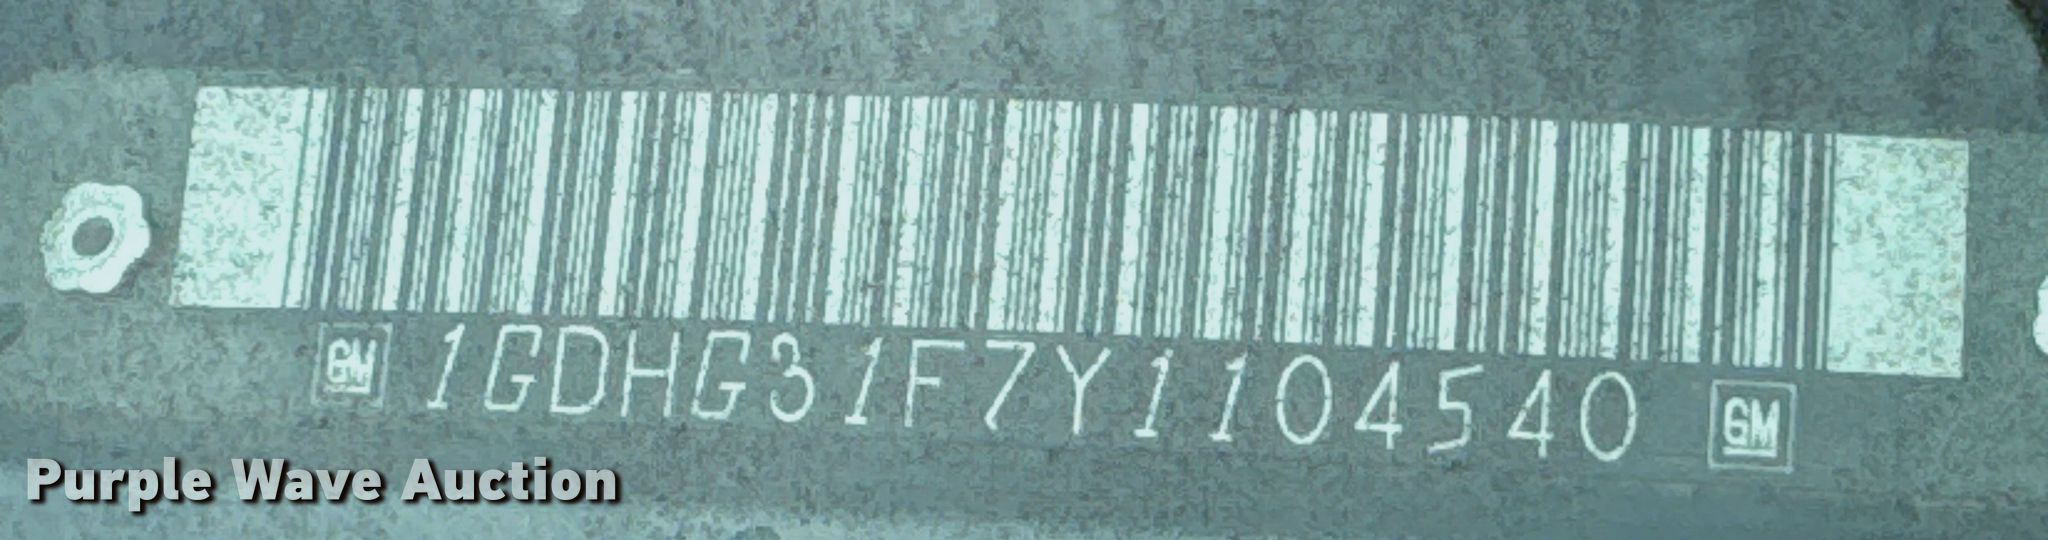 GM 1GDHG31F7Y1104540 GM
Purple Wave Auction